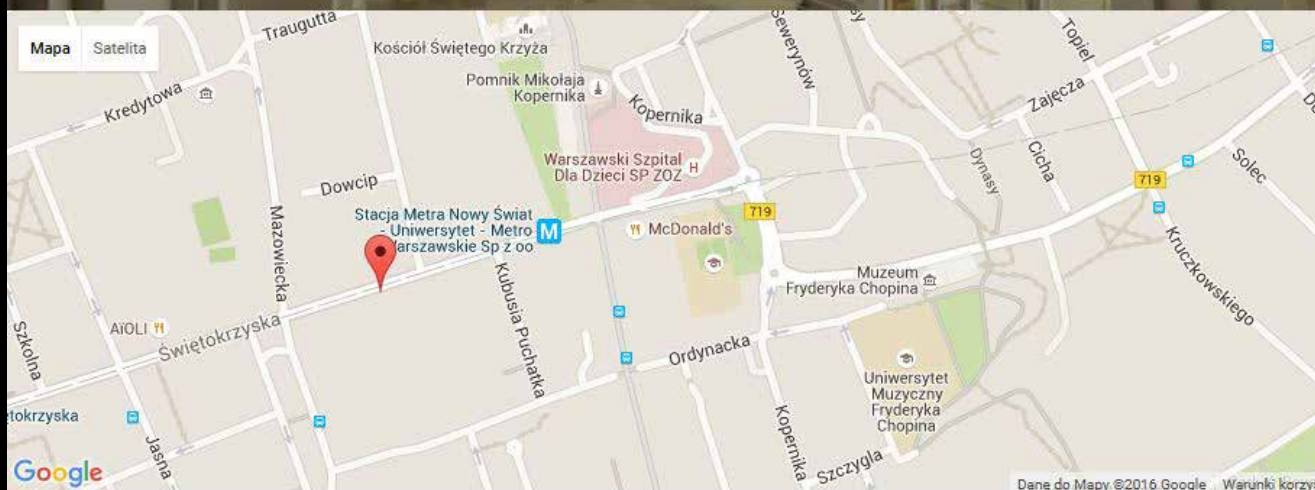 Mapa
Satelita
Traugutta
Kościół Świętego Krzyża
Sewerynów
Topiel
Kredytowa
Pomnik Mikołaja
Kopernika
Kopernika
Zajęcza
Warszawski Szpital
Dla Dzieci SP ZOZ
H
Dynasy
Cicha
Solec
Dowcip
719
Mazowiecka
Stacja Metra Nowy Świat
- Uniwersytet - Metro
Warszawskie Sp z oo
M
719
McDonald's
Kruczkowskiego
Muzeum
Fryderyka Chopina
Kubusia Puchatka
AïOLI
Świętokrzyska
Szkolna
Ordynacka
Uniwersytet
Muzyczny
Fryderyka
Chopina
ętokrzyska
Jasna
Kopernika
Szczygla
Google
Dane do Mapy ©2016 Google
Warunki korzy